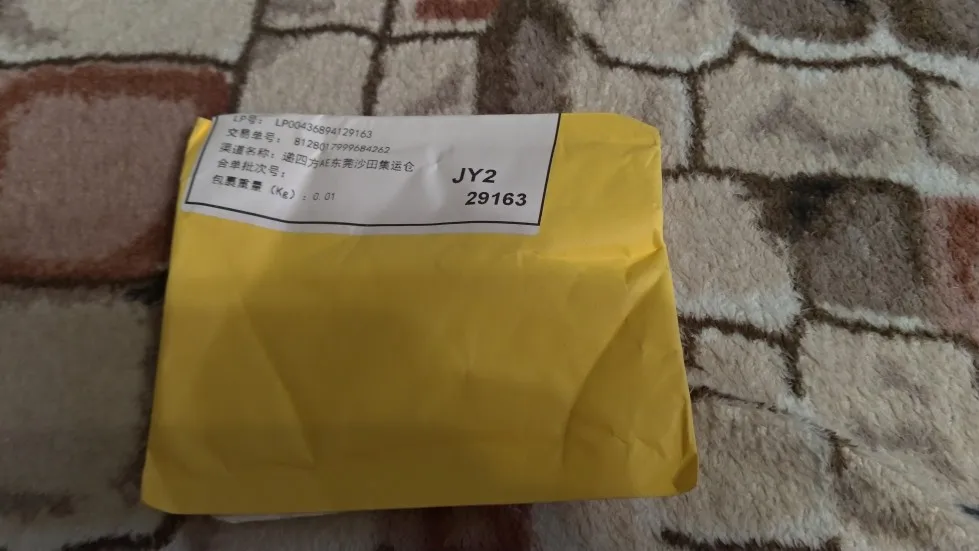 LP号: LP00436894129163
交易单号: 8128017999684262
渠道名称: 递四方AE东莞沙田集运仓
合单批次号:
包裹重量 (Kg) : 0.01
JY2
29163